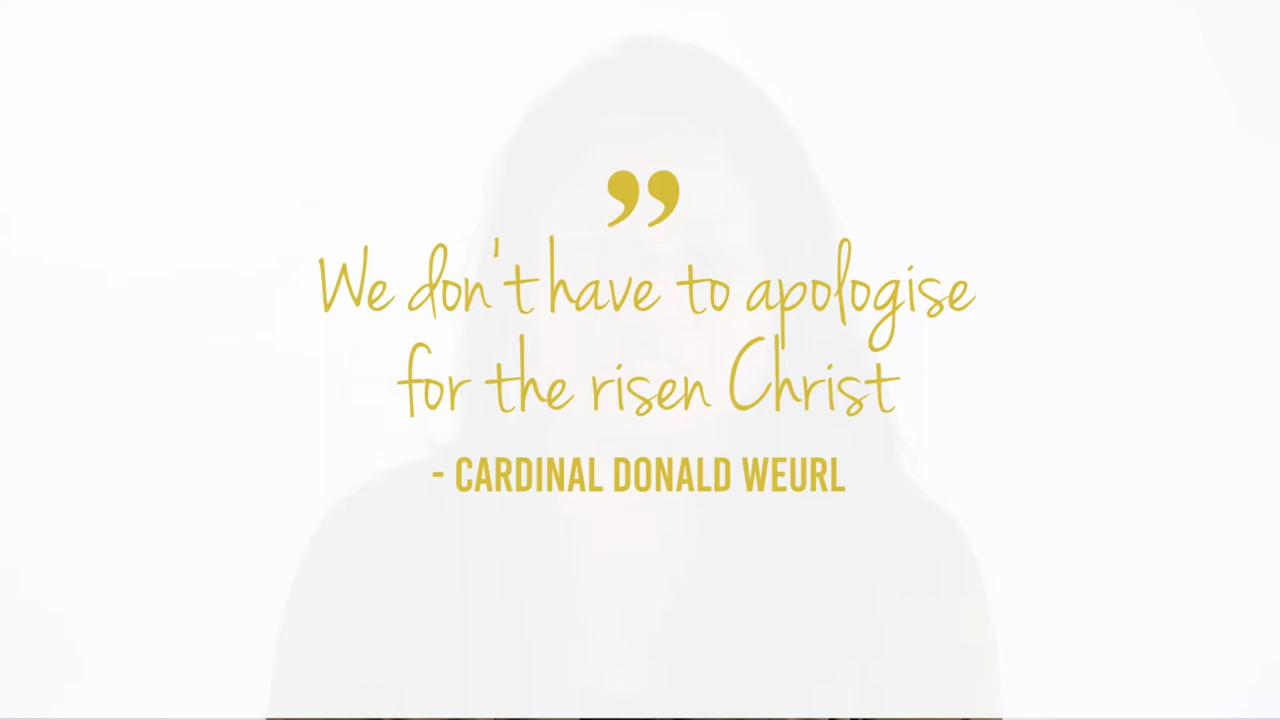 ”
We don't have to apologise
for the risen Christ
- CARDINAL DONALD WEURL